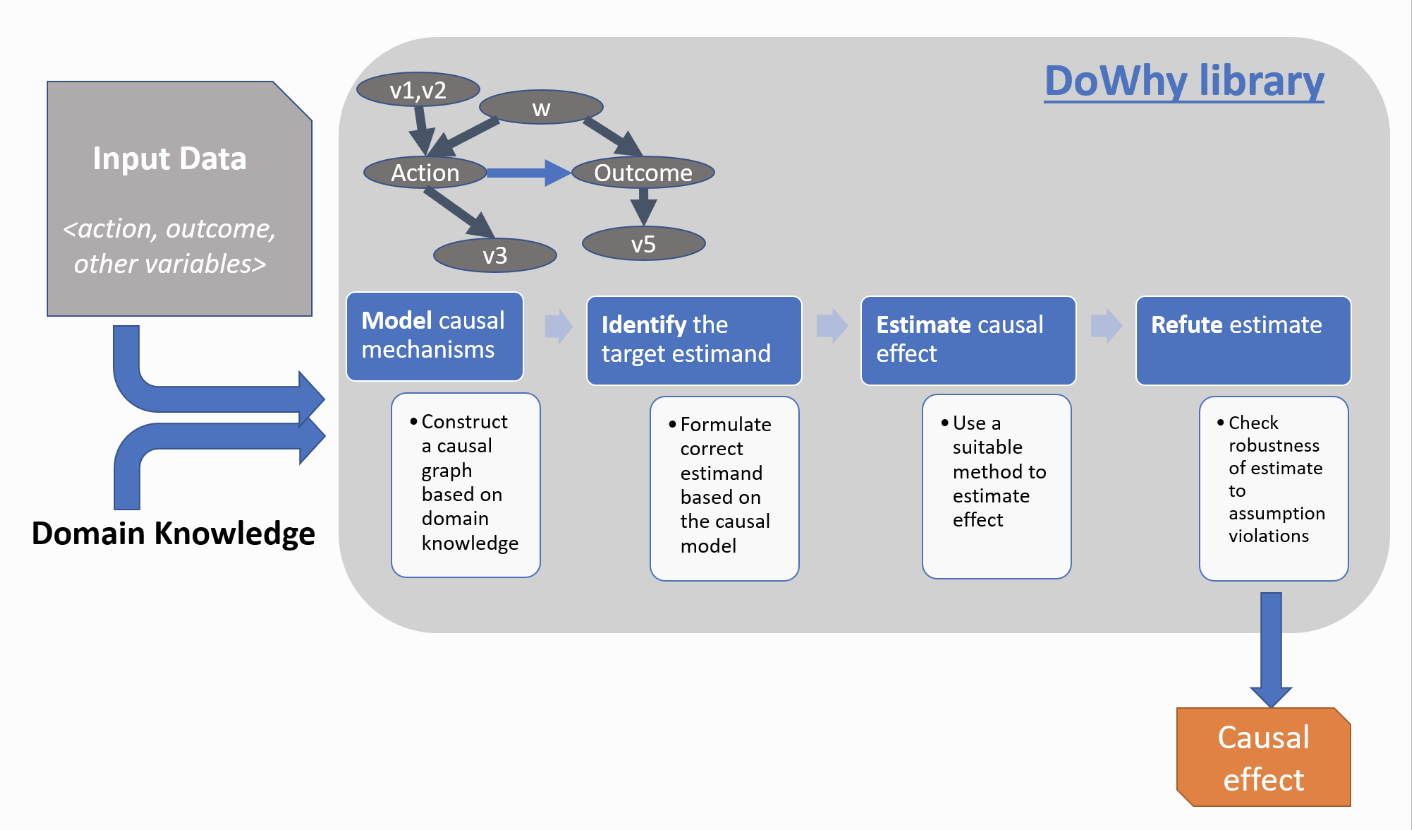 DoWhy library
v1,v2
w
Action
Outcome
v3
v5
Input Data
<action, outcome,
other variables>
Domain Knowledge
Model causal
mechanisms
• Construct
a causal
graph
based on
domain
knowledge
Identify the
target estimand
• Formulate
correct
estimand
based on
the causal
model
Estimate causal
effect
• Use a
suitable
method to
estimate
effect
Refute estimate
• Check
robustness
of estimate
to
assumption
violations
Causal
effect